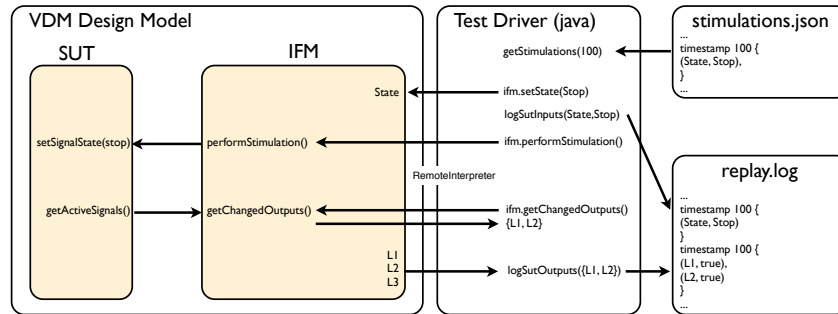 VDM Design Model
SUT
setSignalState(stop)
getActiveSignals()
IFM
State
performStimulation()
getChangedOutputs()
L1
L2
L3
RemoteInterpreter
Test Driver (java)
getStimulations(100)
ifm.setState(Stop)
logSutInputs(State,Stop)
ifm.performStimulation()
ifm.getChangedOutputs()
{L1, L2}
logSutOutputs({L1, L2})
stimulations.json
...
timestamp 100 {
(State, Stop),
}
...
replay.log
...
timestamp 100 {
(State, Stop)
}
timestamp 100 {
(L1, true),
(L2, true)
}
...